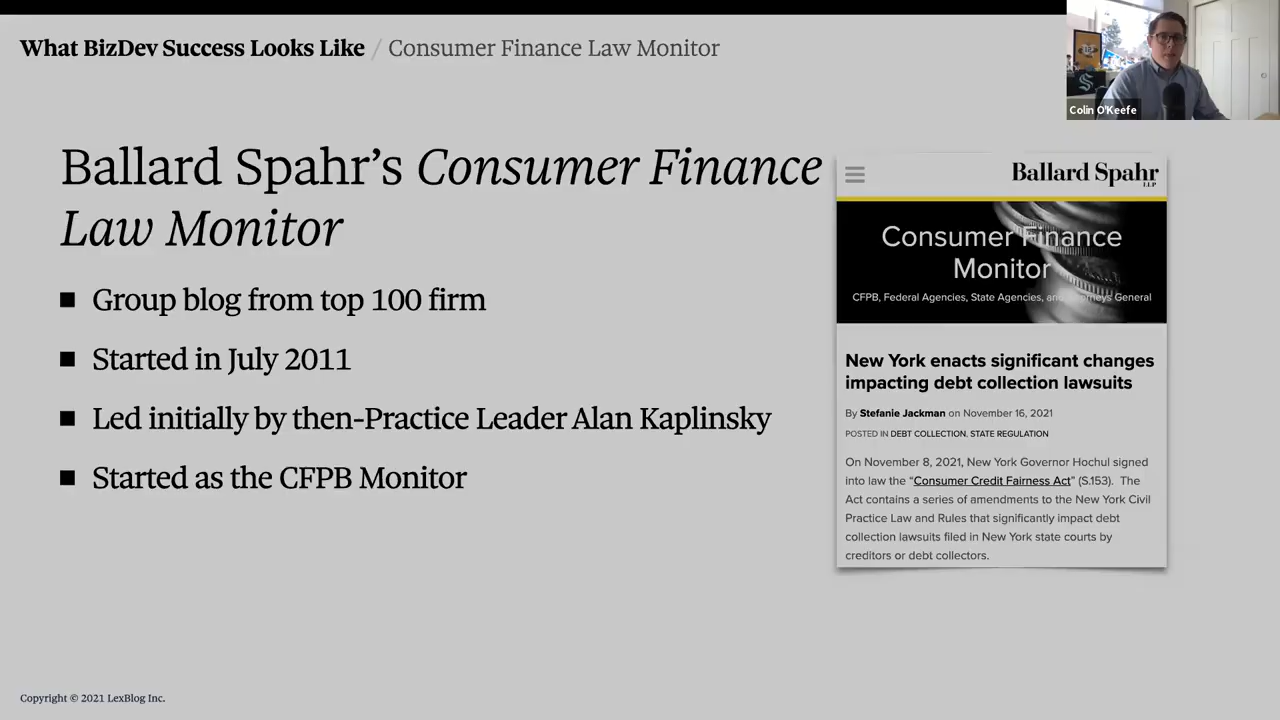 What BizDev Success Looks Like / Consumer Finance Law Monitor
Colin O'Keefe
Ballard Spahr’s Consumer Finance
Law Monitor
■ Group blog from top 100 firm
■ Started in July 2011
■ Led initially by then-Practice Leader Alan Kaplinsky
■ Started as the CFPB Monitor
Ballard Spahr
LLP
Consumer Finance
Monitor
CFPB, Federal Agencies, State Agencies, and Attorneys General
New York enacts significant changes
impacting debt collection lawsuits
By Stefanie Jackman on November 16, 2021
POSTED IN DEBT COLLECTION, STATE REGULATION
On November 8, 2021, New York Governor Hochul signed
into law the “Consumer Credit Fairness Act” (S.153). The
Act contains a series of amendments to the New York Civil
Practice Law and Rules that significantly impact debt
collection lawsuits filed in New York state courts by
creditors or debt collectors.
Copyright © 2021 LexBlog Inc.